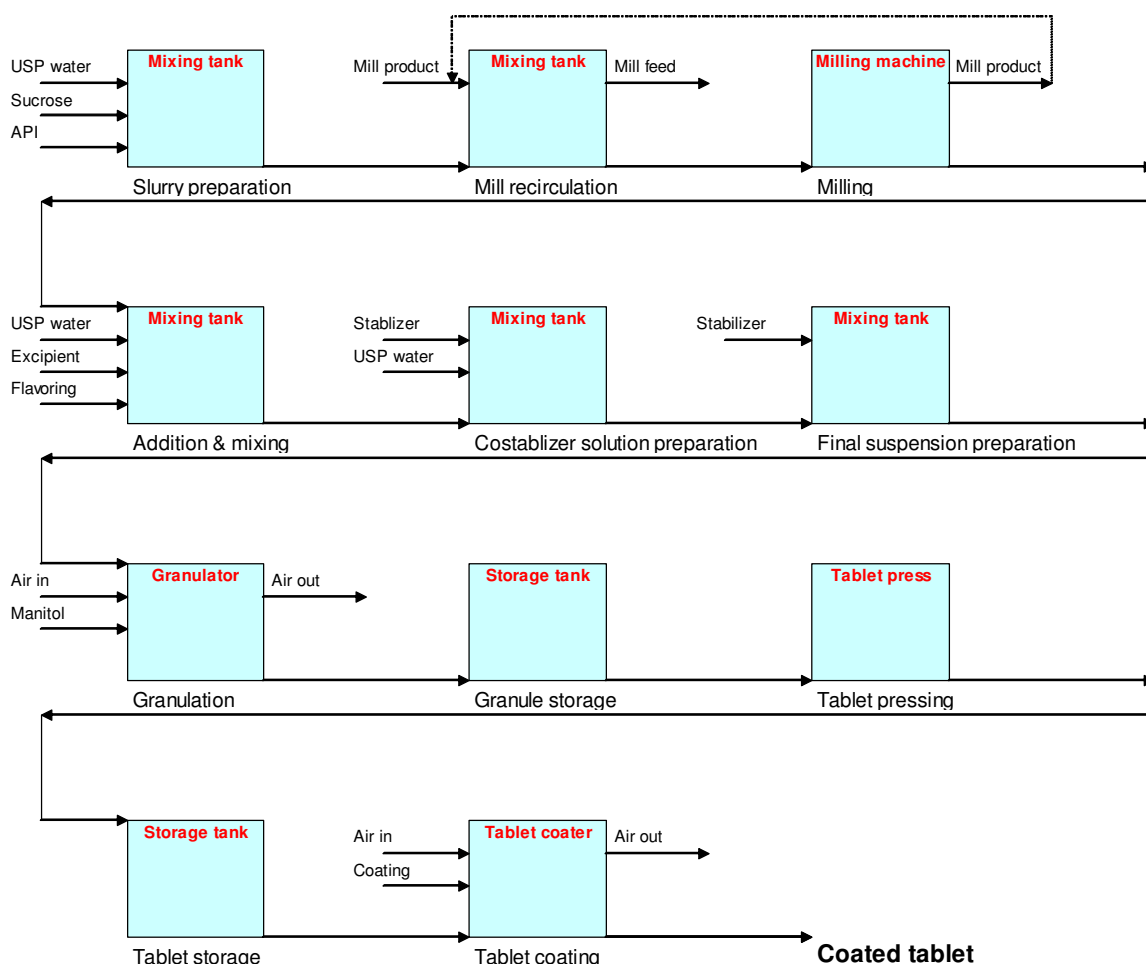 Mixing tank
Mixing tank
Milling machine
USP water
Sucrose
API
Mill product
Mill feed
Mill product
Slurry preparation
Mill recirculation
Milling
Mixing tank
Mixing tank
Mixing tank
USP water
Excipient
Flavoring
Stablizer
USP water
Stabilizer
Addition & mixing
Costablizer solution preparation
Final suspension preparation
Granulator
Storage tank
Tablet press
Air in
Manitol
Air out
Granulation
Granule storage
Tablet pressing
Storage tank
Tablet coater
Air in
Coating
Air out
Tablet storage
Tablet coating
Coated tablet